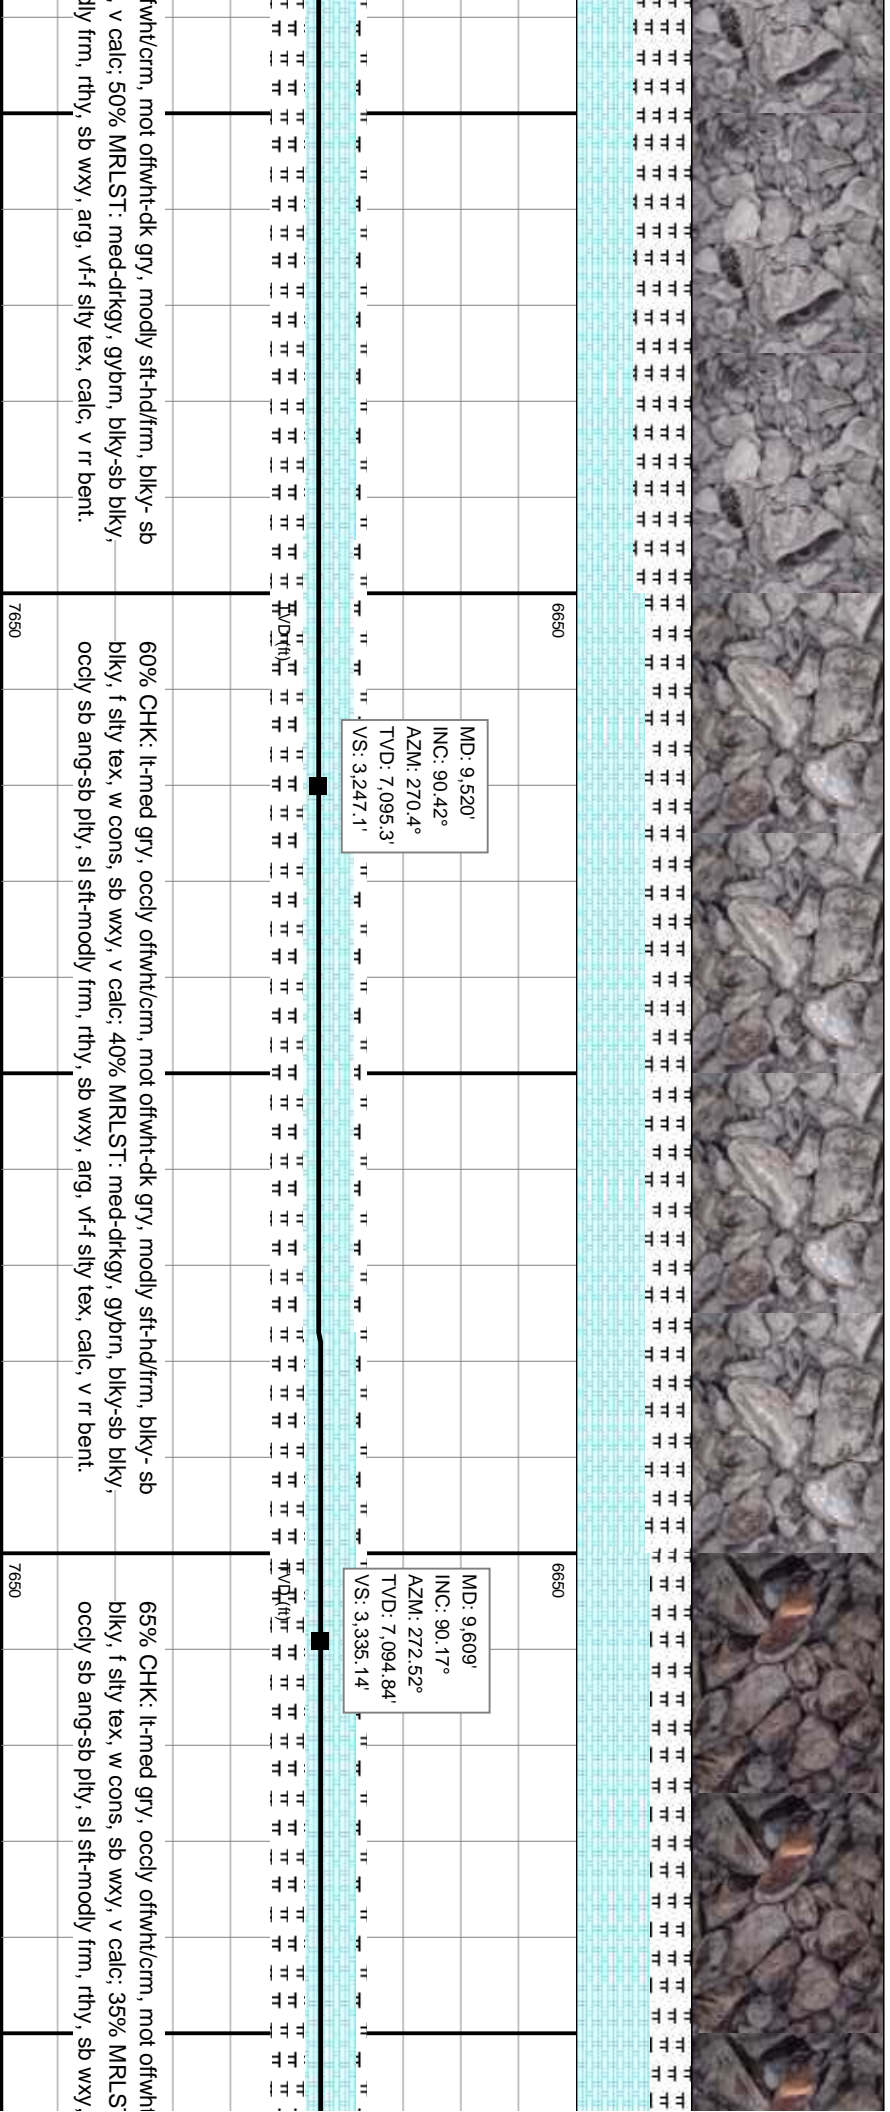 fwht/crm, mot offwht-dk gry, modly sft-hd/frm, blky- sb
, v calc; 50% MRLST: med-drkgy, gybrn, blky-sb blky,
dly frm, rthy, sb wxy, arg, vf-f slty tex, calc, v rr bent.
6650
TVD (ft)
7650
MD: 9,520'
INC: 90.42°
AZM: 270.4°
TVD: 7,095.3'
VS: 3,247.1'
60% CHK: lt-med gry, occly offwht/crm, mot offwht-dk gry, modly sft-hd/frm, blky- sb
blky, f slty tex, w cons, sb wxy, v calc; 40% MRLST: med-drkgy, gybrn, blky-sb blky,
occly sb ang-sb plty, sl sft-modly frm, rthy, sb wxy, arg, vf-f slty tex, calc, v rr bent.
6650
TVD (ft)
7650
MD: 9,609'
INC: 90.17°
AZM: 272.52°
TVD: 7,094.84'
VS: 3,335.14'
65% CHK: lt-med gry, occly offwht/crm, mot offwht
blky, f slty tex, w cons, sb wxy, v calc; 35% MRLST
occly sb ang-sb plty, sl sft-modly frm, rthy, sb wxy,